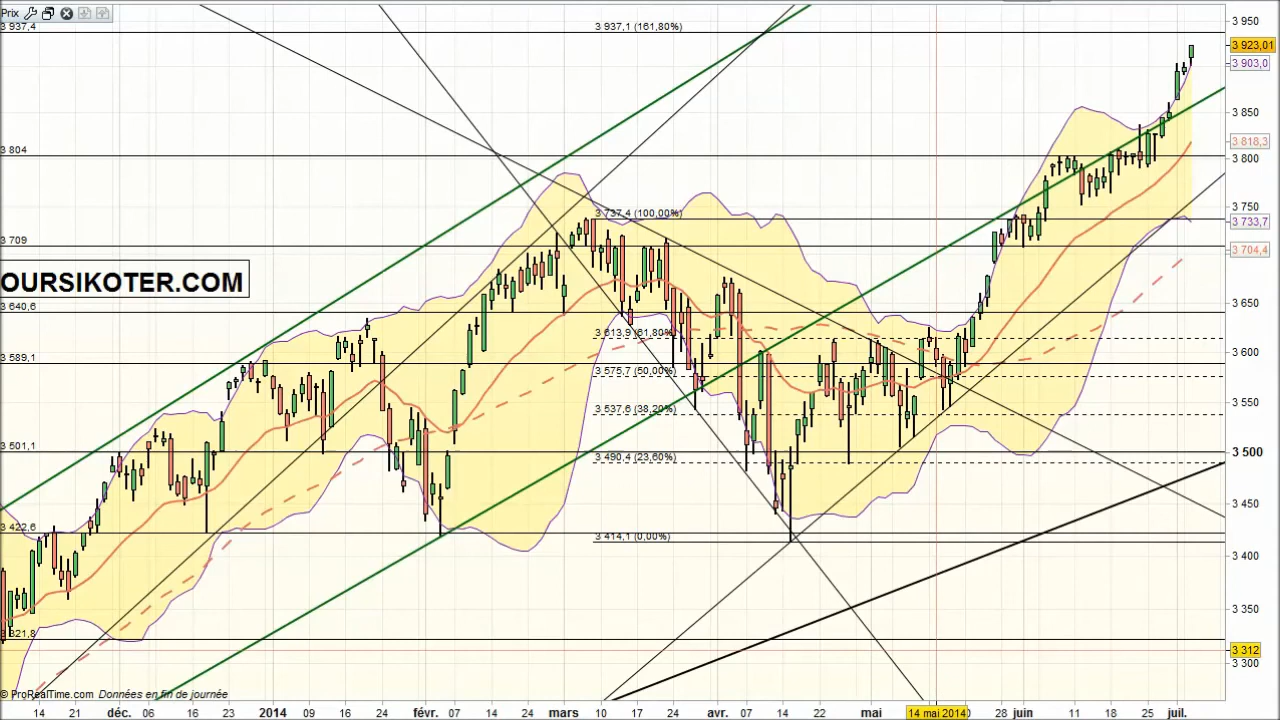 Prix
3 937,4
3 937,1 (161,80%)
3 950
3 923,01
3 903,0
3 850
3 818,3
3 804
3 800
3 750
3 737,4 (100,00%)
3 733,7
3 709
3 704,4
OURSIKOTER.COM
3 650
3 640,6
3 613,9 (61,80%)
3 600
3 589,1
3 575,7 (50,00%)
3 550
3 537,6 (38,20%)
3 501,1
3 500
3 490,4 (23,60%)
3 450
3 422,6
3 414,1 (0,00%)
3 400
3 350
3 321,8
3 312
3 300
© ProRealTime.com Données en fin de journée
14 21 déc. 06 16 23 2014 09 16 24 févr. 07 14 24 mars 10 17 24 avr. 07 14 22 mai 14 mai 2014 28 juin 11 18 25 juil.